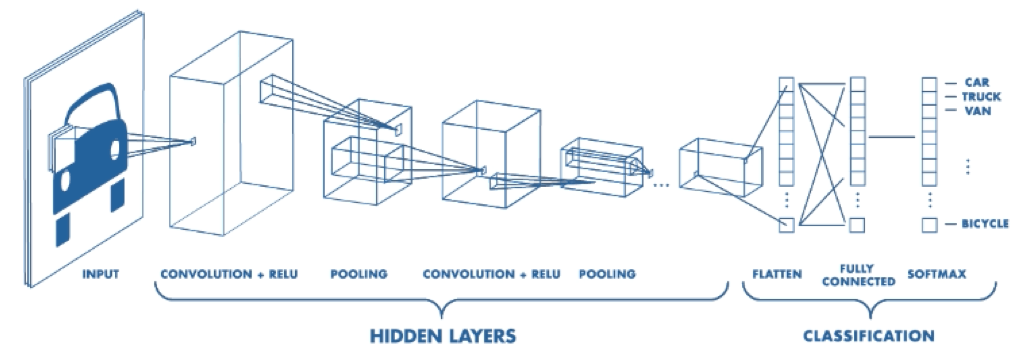 CAR
TRUCK
VAN
BICYCLE
INPUT
CONVOLUTION + RELU
POOLING
CONVOLUTION + RELU
POOLING
FLATTEN
FULLY
CONNECTED
SOFTMAX
HIDDEN LAYERS
CLASSIFICATION